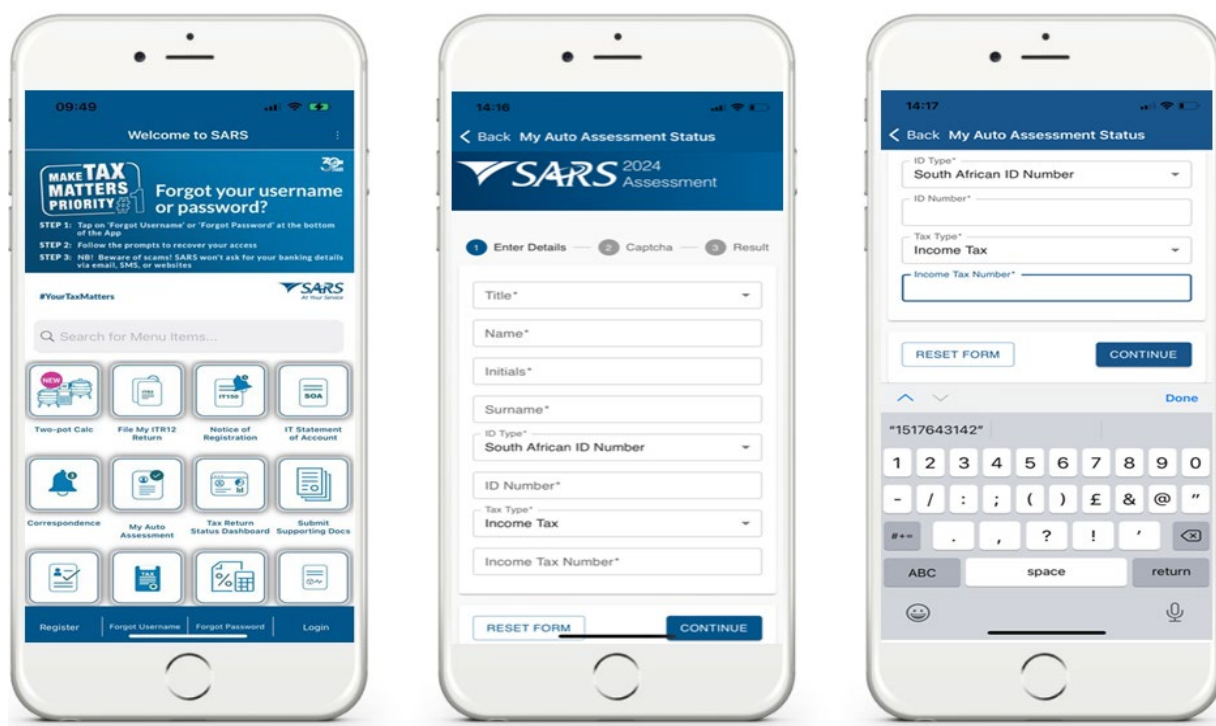 09:49
Welcome to SARS
MAKE TAX
MATTERS
PRIORITY #1
Forgot your username
or password?
STEP 1: Tap on 'Forgot Username' or 'Forgot Password' at the bottom
of the App
STEP 2: Follow the prompts to recover your access
STEP 3: NB! Beware of scams! SARS won't ask for your banking details
via email, SMS, or websites
#YourTaxMatters
SARS
At Your Service
Search for Menu Items...
NEW
IT150
SOA
Two-pot Calc
File My ITR12
Return
Notice of
Registration
IT Statement
of Account
Correspondence
My Auto
Assessment
Tax Return
Status Dashboard
Submit
Supporting Docs
TAX
Register
Forgot Username
Forgot Password
Login
14:16
Back My Auto Assessment Status
SARS 2024
Assessment
1 Enter Details
2 Captcha
3 Result
Title*
Name*
Initials*
Surname*
ID Type*
South African ID Number
ID Number*
Tax Type*
Income Tax
Income Tax Number*
RESET FORM
CONTINUE
14:17
Back My Auto Assessment Status
ID Type*
South African ID Number
ID Number*
Tax Type*
Income Tax
Income Tax Number*
RESET FORM
CONTINUE
Done
"1517643142"
1 2 3 4 5 6 7 8 9 0
- / : ; ( ) £ & @ "
#+= . , ? ! '
ABC space return